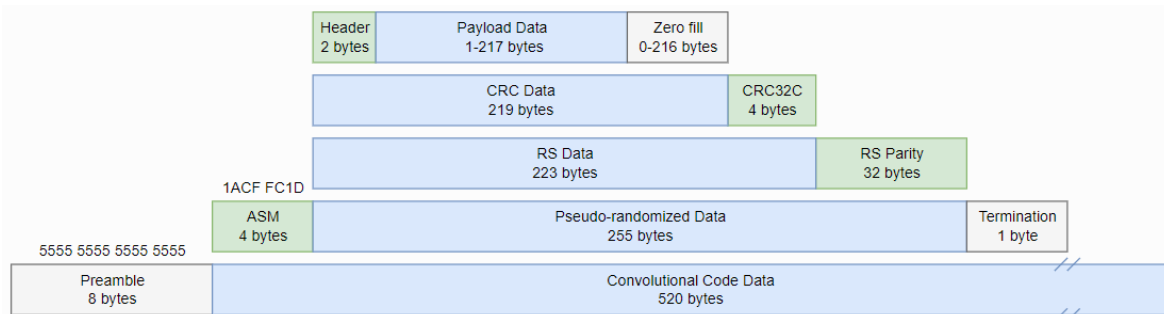 Header
2 bytes
Payload Data
1-217 bytes
Zero fill
0-216 bytes
CRC Data
219 bytes
CRC32C
4 bytes
RS Data
223 bytes
RS Parity
32 bytes
1ACF FC1D
ASM
4 bytes
Pseudo-randomized Data
255 bytes
Termination
1 byte
5555 5555 5555 5555
Preamble
8 bytes
Convolutional Code Data
520 bytes